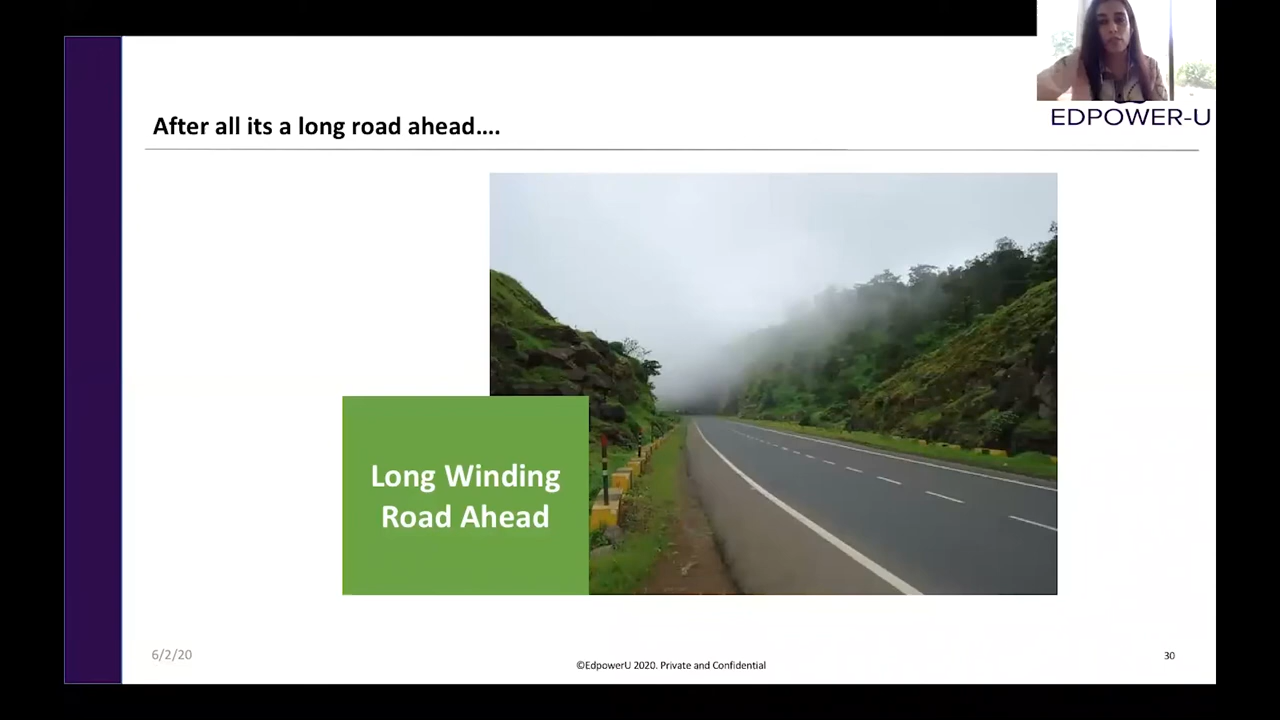 EDPOWER-U
After all its a long road ahead....
Long Winding
Road Ahead
6/2/20
©EdpowerU 2020. Private and Confidential
30